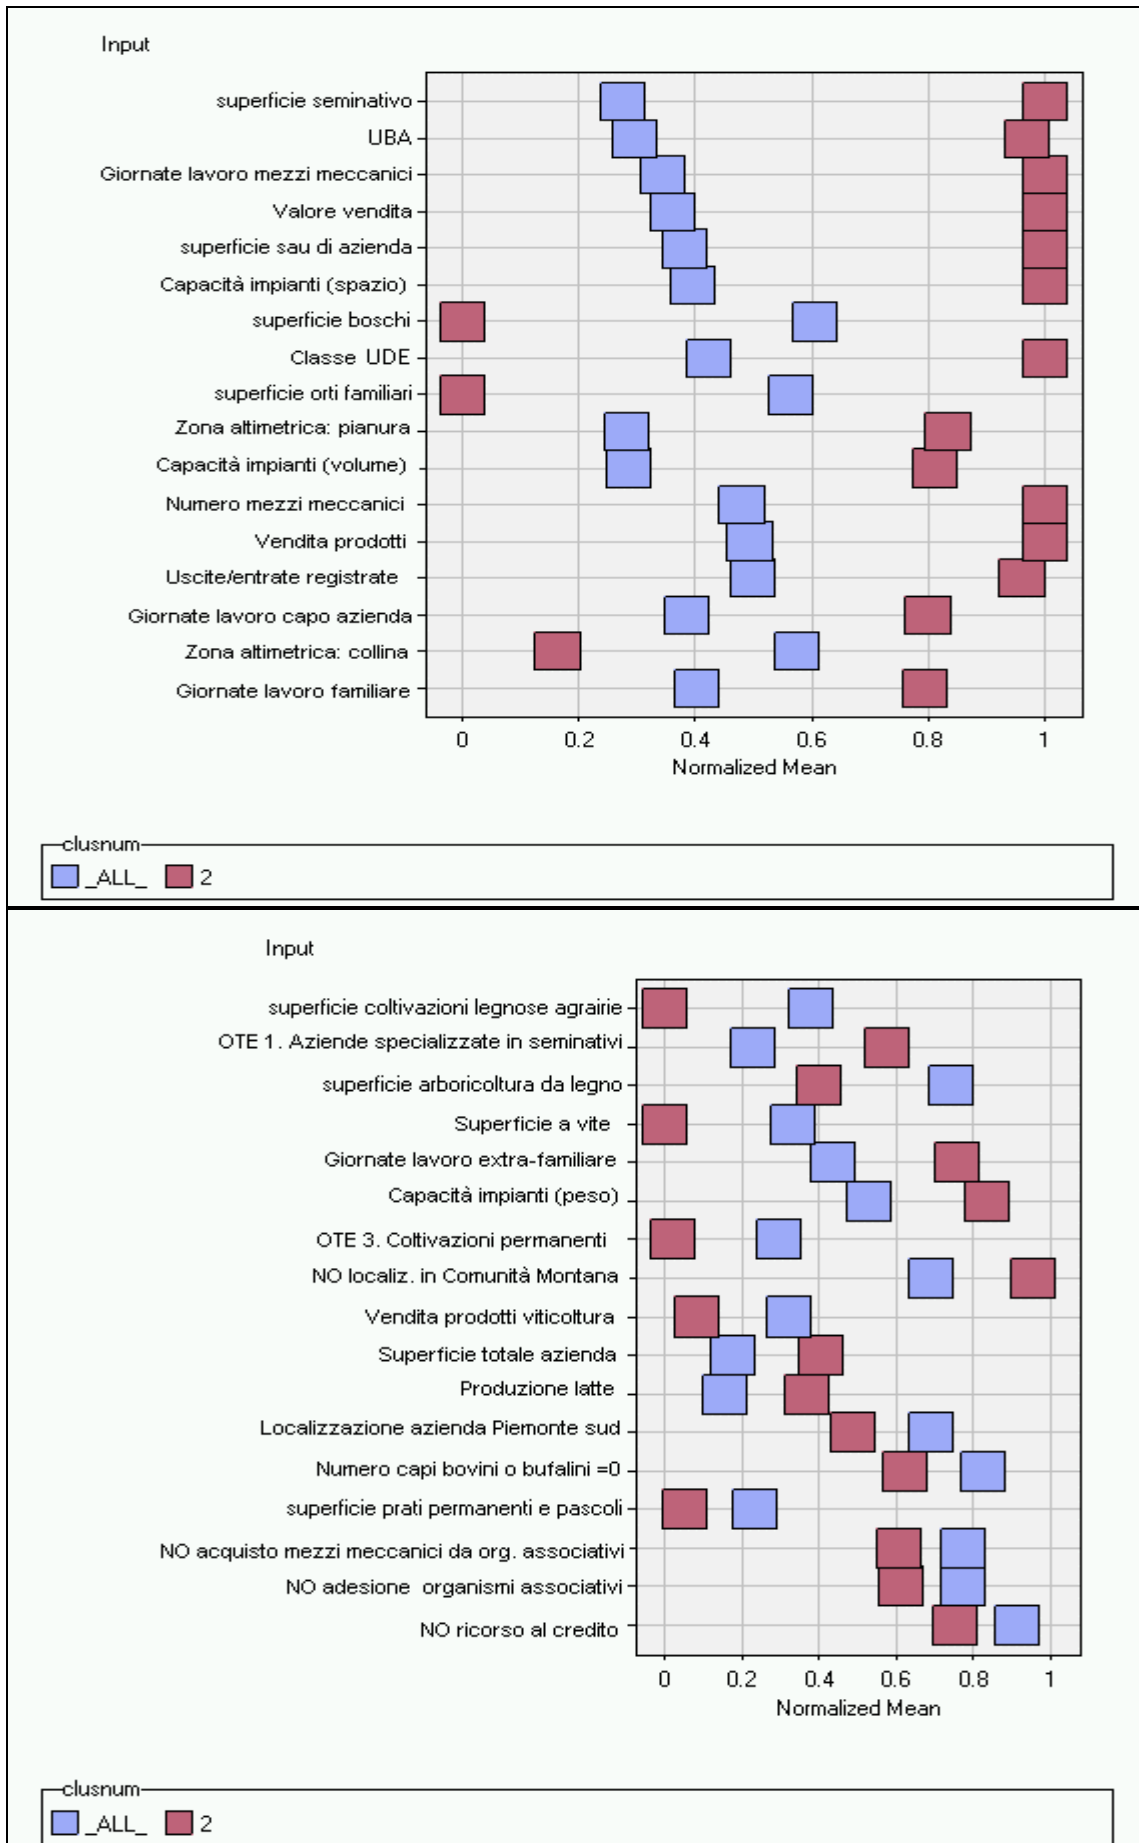 Input
superficie seminativo
UBA
Giornate lavoro mezzi meccanici
Valore vendita
superficie sau di azienda
Capacità impianti (spazio)
superficie boschi
Classe UDE
superficie orti familiari
Zona altimetrica: pianura
Capacità impianti (volume)
Numero mezzi meccanici
Vendita prodotti
Uscite/entrate registrate
Giornate lavoro capo azienda
Zona altimetrica: collina
Giornate lavoro familiare
0 0.2 0.4 0.6 0.8 1
Normalized Mean
clusnum
_ALL_ 2
Input
superficie coltivazioni legnose agrairie
OTE 1. Aziende specializzate in seminativi
superficie arboricoltura da legno
Superficie a vite
Giornate lavoro extra-familiare
Capacità impianti (peso)
OTE 3. Coltivazioni permanenti
NO localiz. in Comunità Montana
Vendita prodotti viticoltura
Superficie totale azienda
Produzione latte
Localizzazione azienda Piemonte sud
Numero capi bovini o bufalini =0
superficie prati permanenti e pascoli
NO acquisto mezzi meccanici da org. associativi
NO adesione organismi associativi
NO ricorso al credito
0 0.2 0.4 0.6 0.8 1
Normalized Mean
clusnum
_ALL_ 2